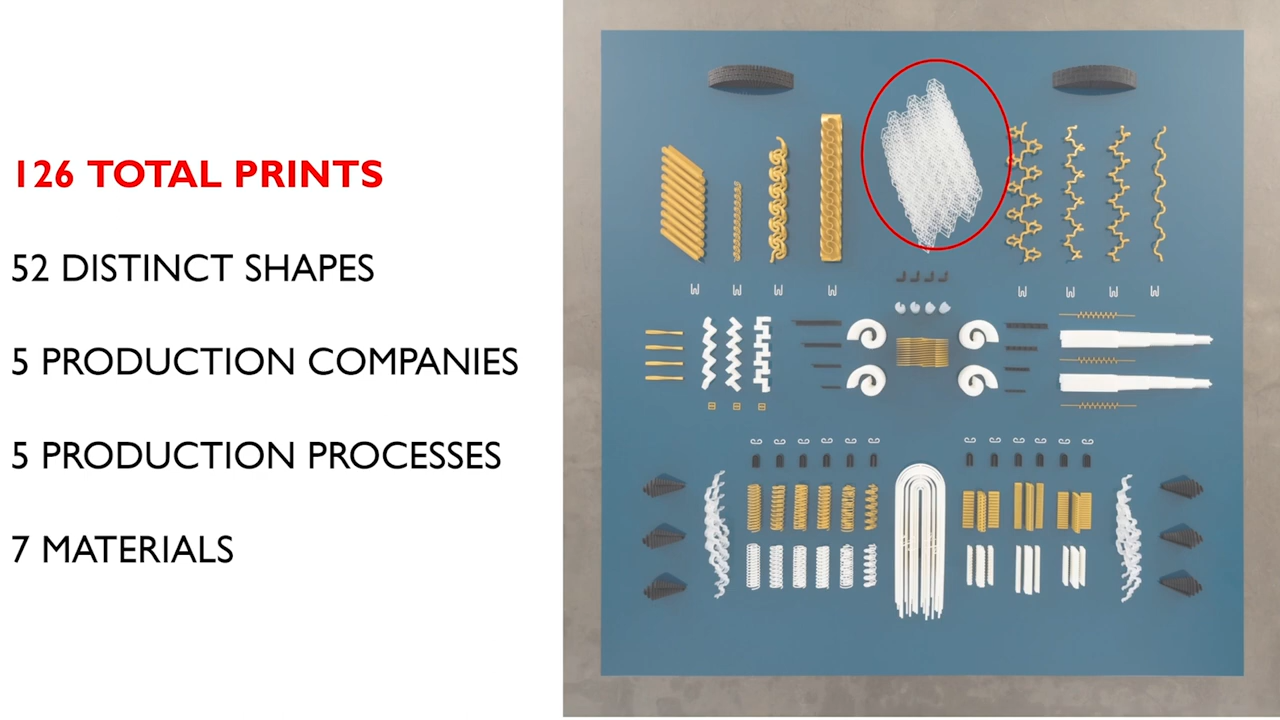 126 TOTAL PRINTS
52 DISTINCT SHAPES
5 PRODUCTION COMPANIES
5 PRODUCTION PROCESSES
7 MATERIALS